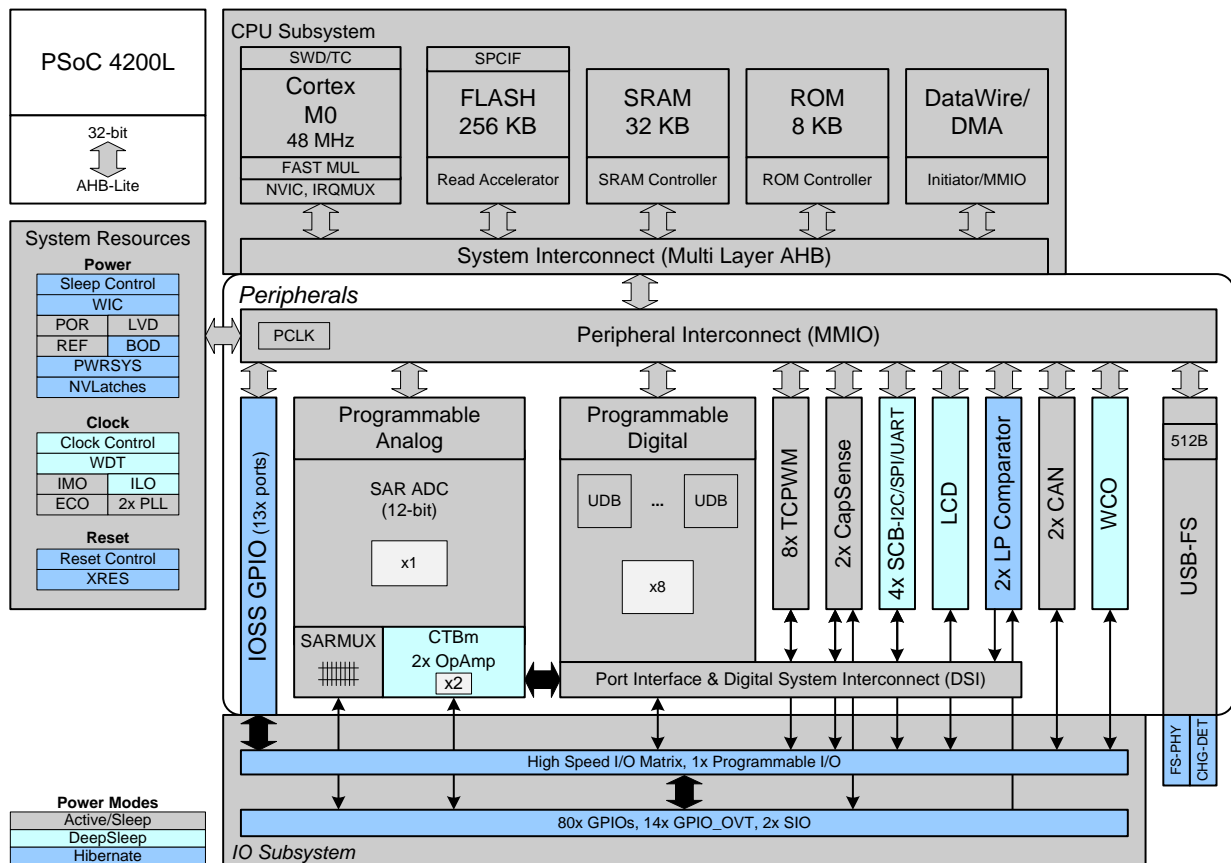 PSoC 4200L
32-bit
AHB-Lite
CPU Subsystem
SWD/TC
Cortex
M0
48 MHz
FAST MUL
NVIC, IRQMUX
SPCIF
FLASH
256 KB
Read Accelerator
SRAM
32 KB
SRAM Controller
ROM
8 KB
ROM Controller
DataWire/
DMA
Initiator/MMIO
System Interconnect (Multi Layer AHB)
System Resources
Power
Sleep Control
WIC
POR LVD
REF BOD
PWRSYS
NVLatches
Clock
Clock Control
WDT
IMO ILO
ECO 2x PLL
Reset
Reset Control
XRES
Peripherals
PCLK
Peripheral Interconnect (MMIO)
IOSS GPIO (13x ports)
Programmable
Analog
SAR ADC
(12-bit)
x1
SARMUX
CTBm
2x OpAmp
x2
Programmable
Digital
UDB ... UDB
x8
Port Interface & Digital System Interconnect (DSI)
8x TCPWM
2x CapSense
4x SCB-I2C/SPI/UART
LCD
2x LP Comparator
2x CAN
WCO
512B
USB-FS
FS-PHY
CHG-DET
High Speed I/O Matrix, 1x Programmable I/O
80x GPIOs, 14x GPIO_OVT, 2x SIO
IO Subsystem
Power Modes
Active/Sleep
DeepSleep
Hibernate